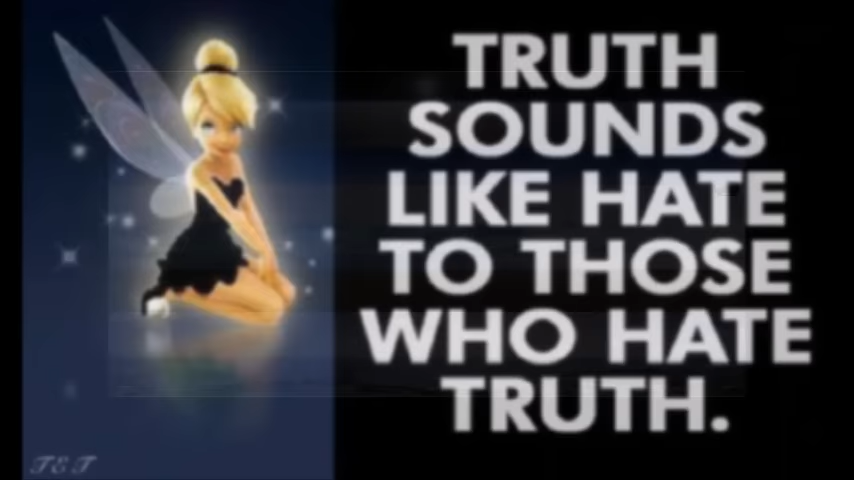 TRUTH
SOUNDS
LIKE HATE
TO THOSE
WHO HATE
TRUTH.
T&T